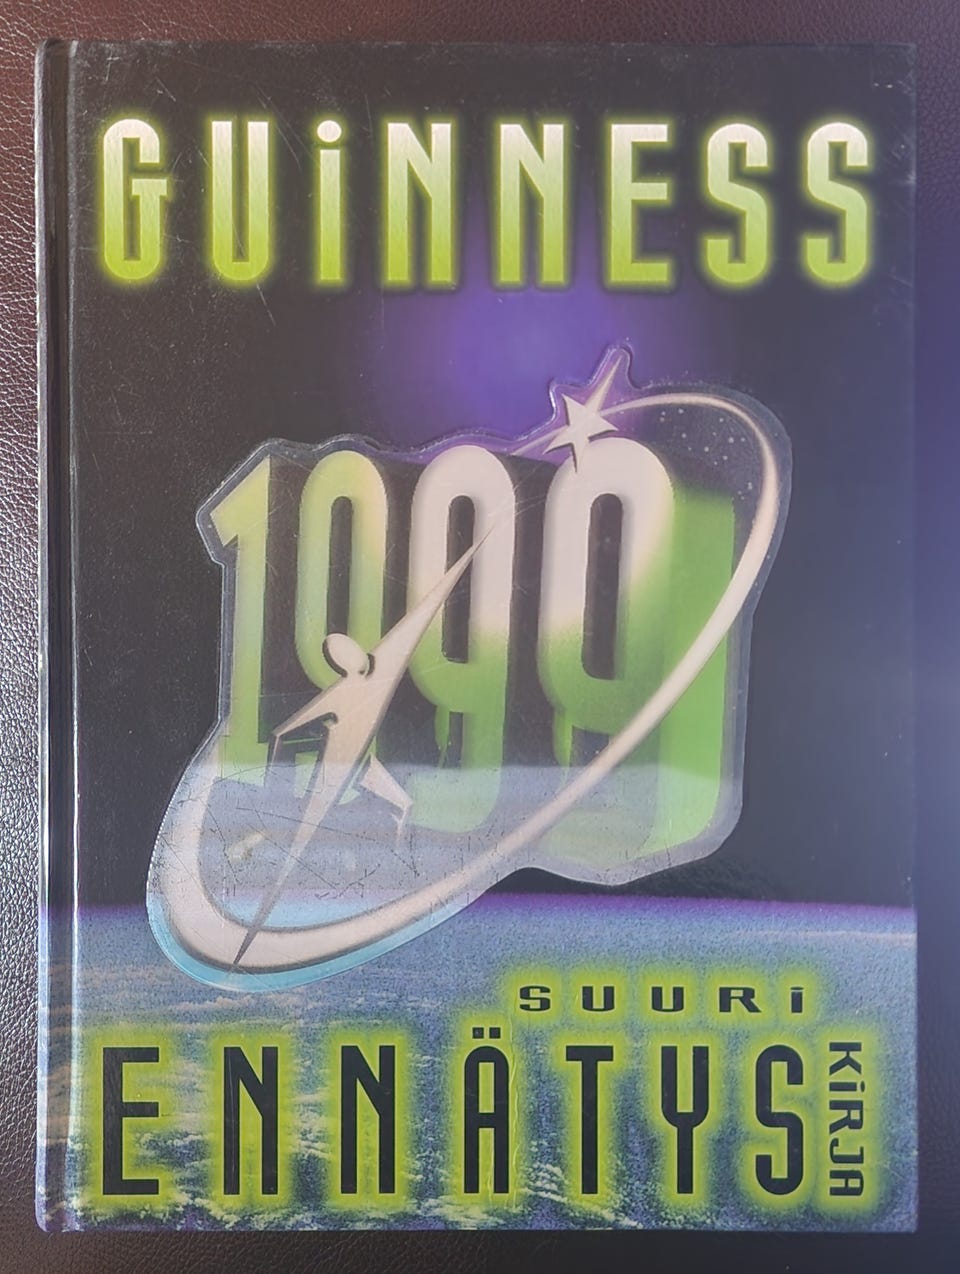 GUiNNESS
1999
SUURi
ENNÄTYS
KiRJA